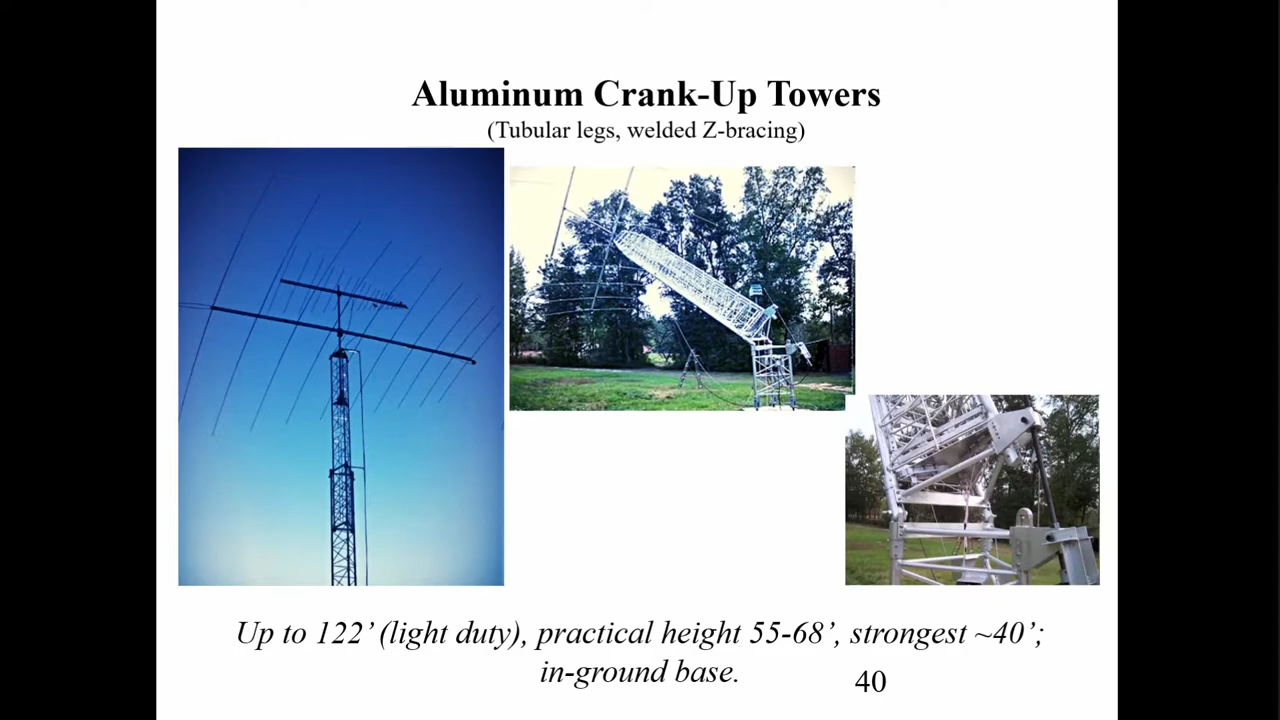 Aluminum Crank-Up Towers
(Tubular legs, welded Z-bracing)
Up to 122’ (light duty), practical height 55-68’, strongest ~40’;
in-ground base.
40